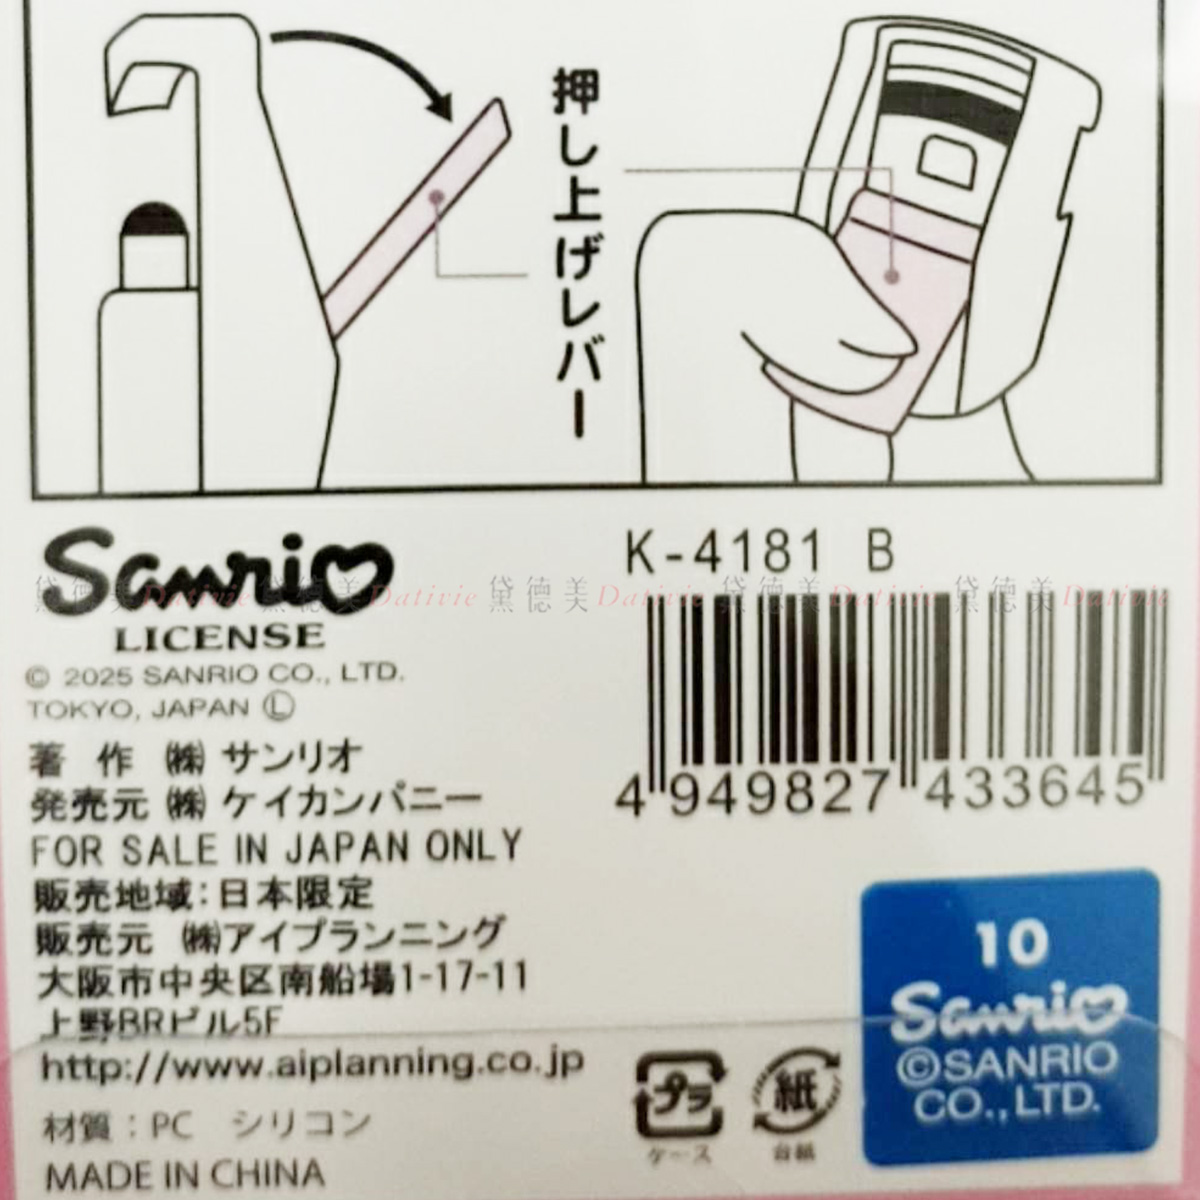 押し上げレバー
Sanrio
LICENSE
K-4181 B
黛德美 Dativie 黛德美 Dativie 黛德美 Dativie 黛德美 Dativie 黛德美 Dativie
© 2025 SANRIO CO., LTD.
TOKYO, JAPAN Ⓛ
著 作 ㈱ サンリオ
発売元 ㈱ ケイカンパニー
FOR SALE IN JAPAN ONLY
販売地域:日本限定
販売元 ㈱アイプランニング
大阪市中央区南船場1-17-11
上野BRビル5F
http://www.aiplanning.co.jp
材質:PC シリコン
MADE IN CHINA
4 949827 433645
プラ
ケース
紙
台紙
10
Sanrio
©SANRIO
CO., LTD.